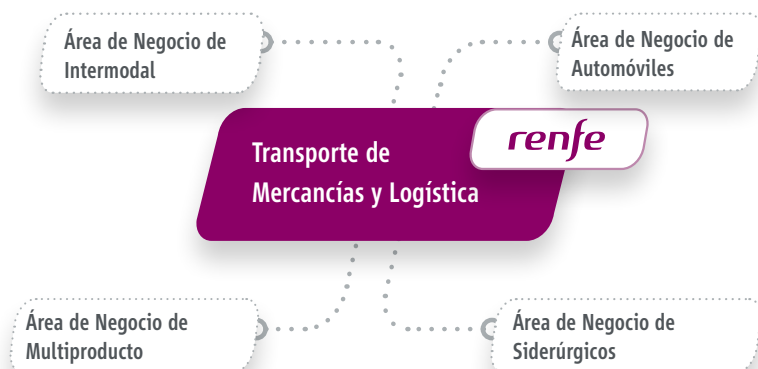 Área de Negocio de
Intermodal
Área de Negocio de
Automóviles
renfe
Transporte de
Mercancías y Logística
Área de Negocio de
Multiproducto
Área de Negocio de
Siderúrgicos